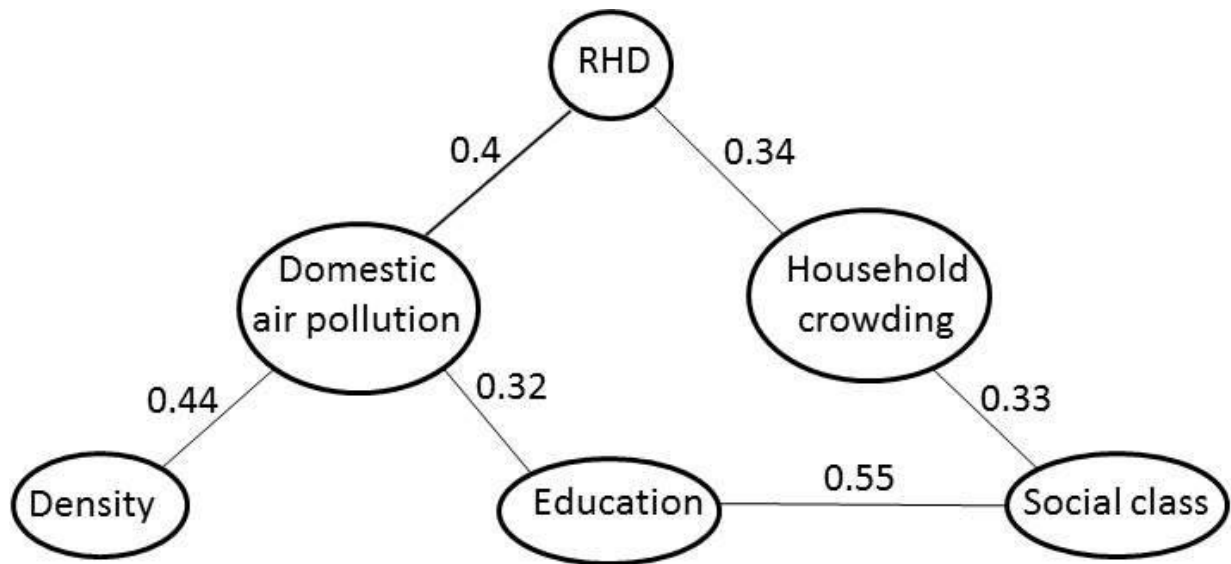 RHD
0.4
0.34
Domestic
air pollution
Household
crowding
0.44
0.32
0.33
Density
Education
0.55
Social class